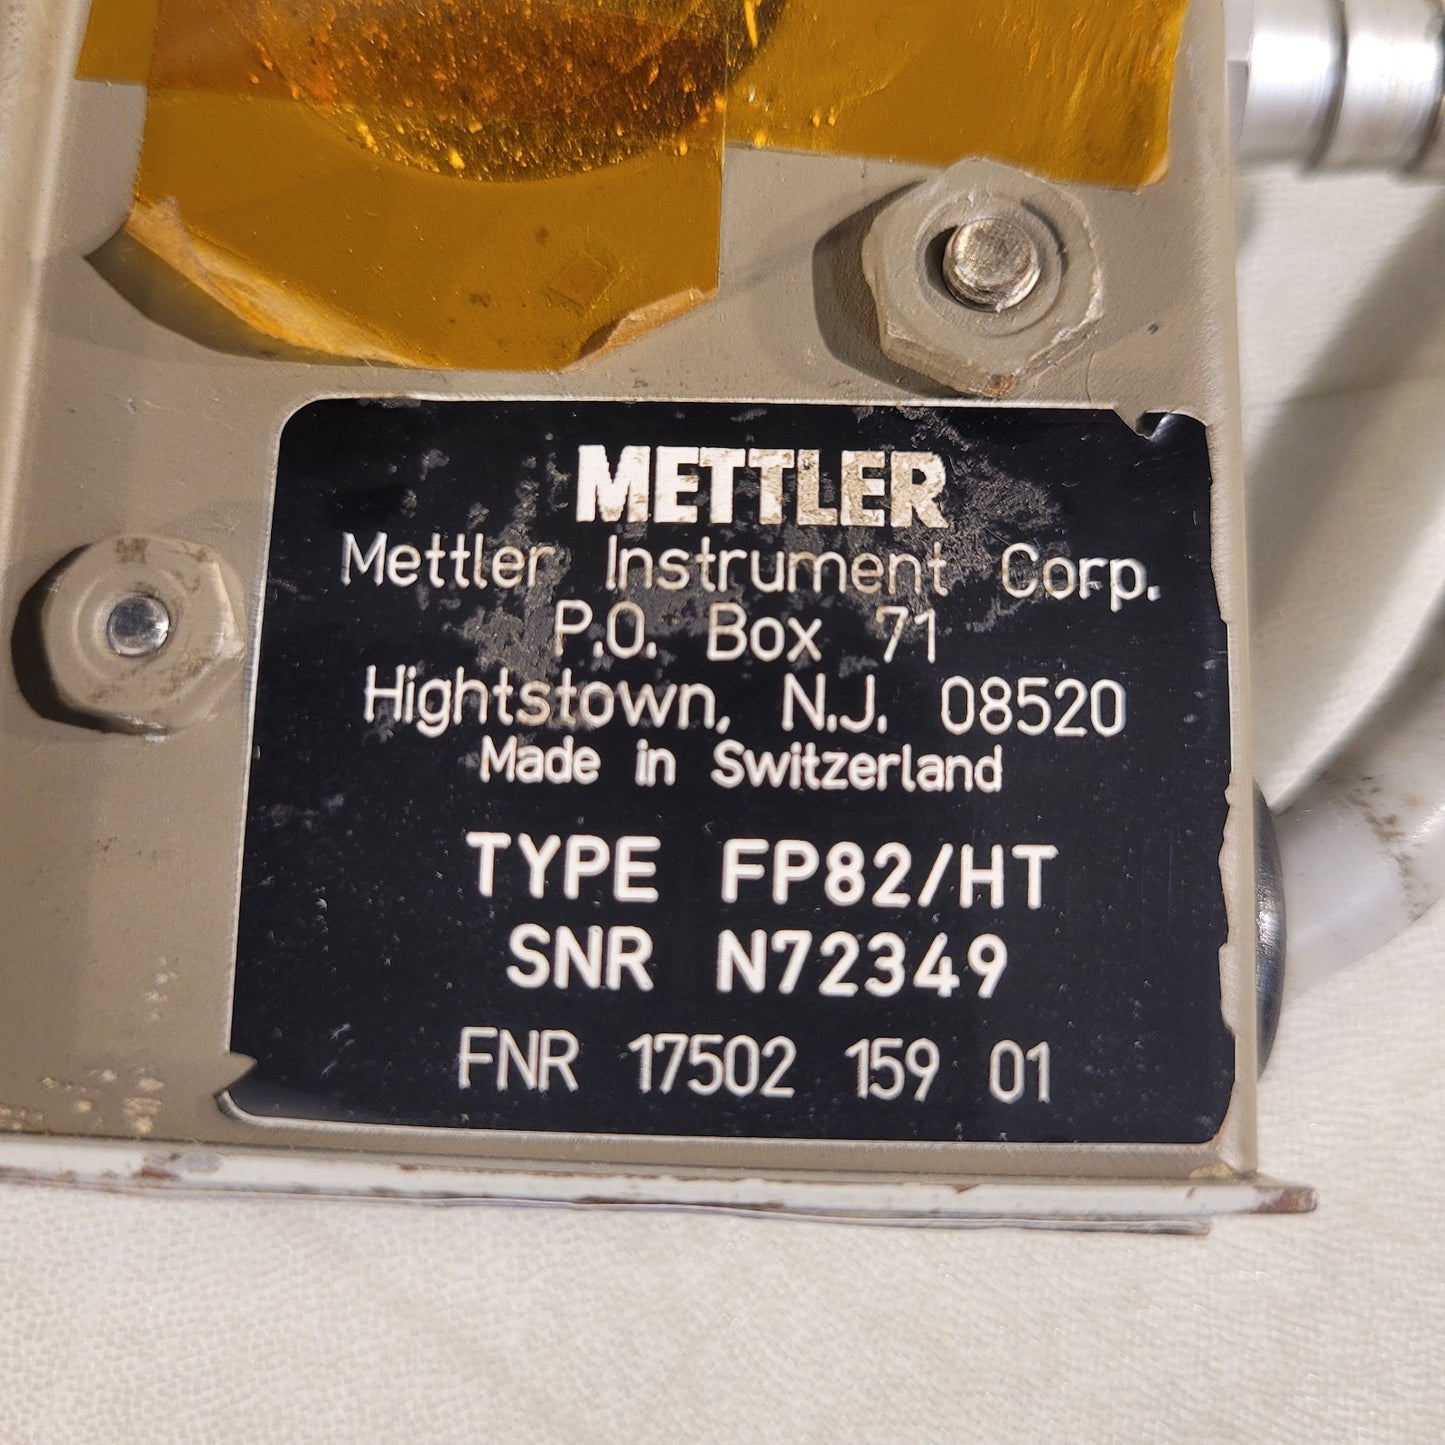 METTLER
Mettler Instrument Corp.
P.O. Box 71
Hightstown, N.J. 08520
Made in Switzerland
TYPE FP82/HT
SNR N72349
FNR 17502 159 01